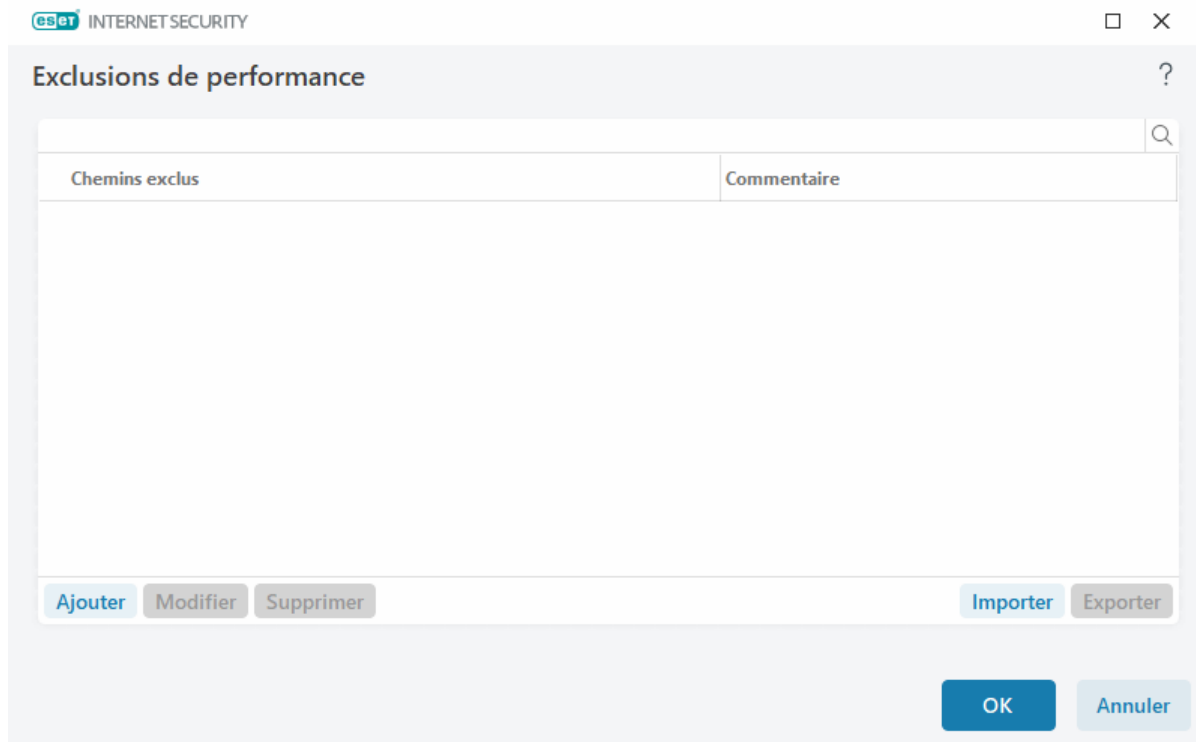 eset INTERNET SECURITY
Exclusions de performance
?
Chemins exclus
Commentaire
Ajouter Modifier Supprimer Importer Exporter
OK Annuler